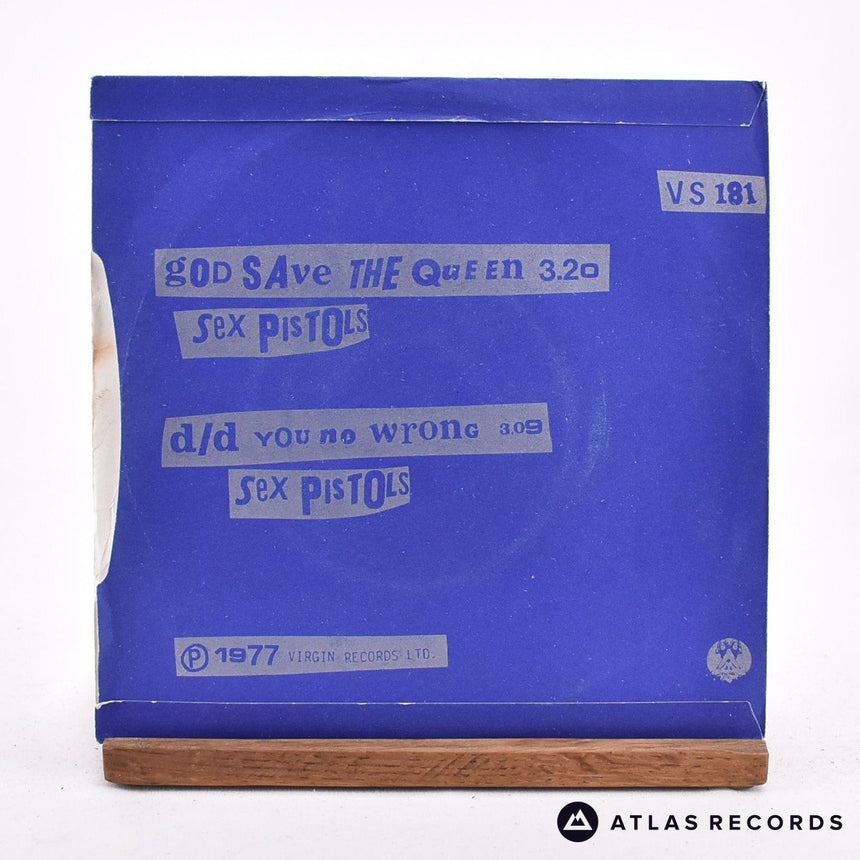 VS 181
gOD SAve THE QuEEn 3.20
Sex PiSTOLS
d/d YOU no wronG 3.09
Sex PiSTOLS
℗ 1977 VIRGIN RECORDS LTD.
ATLAS RECORDS